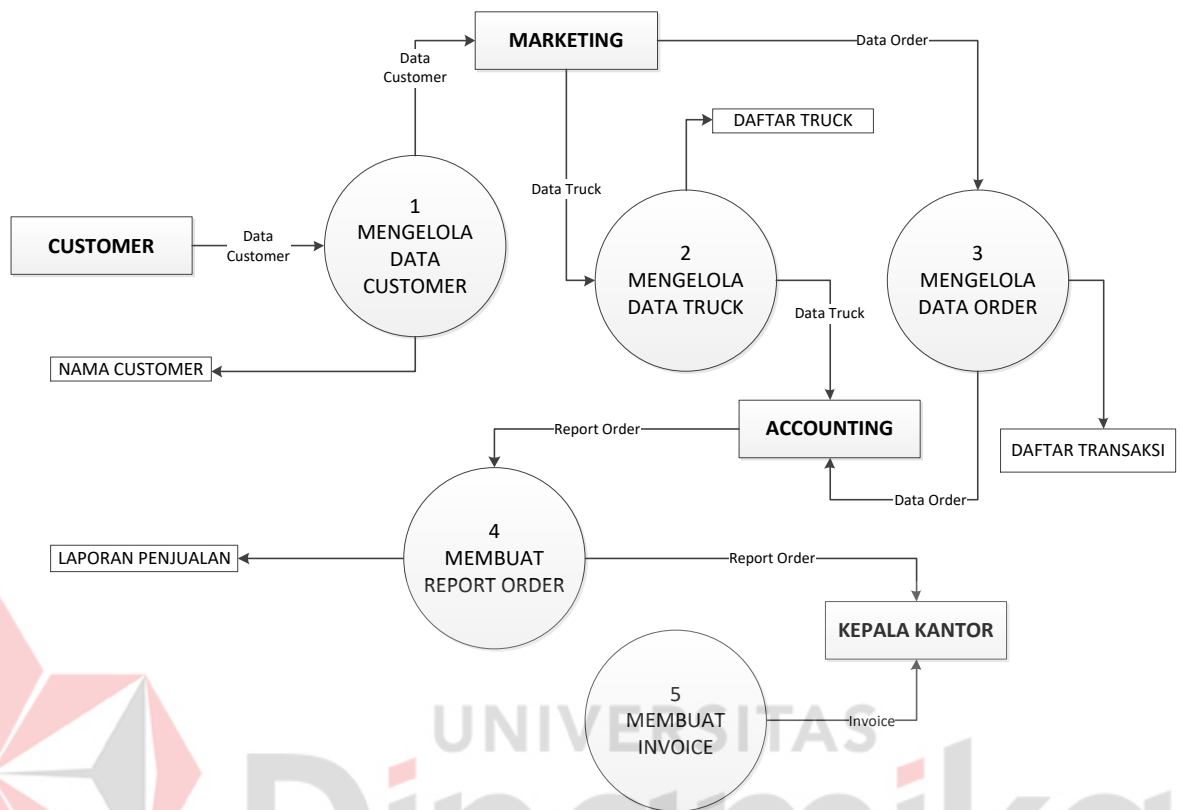 MARKETING
Data Order
Data
Customer
DAFTAR TRUCK
Data Truck
1
MENGELOLA
DATA
CUSTOMER
CUSTOMER
Data
Customer
2
MENGELOLA
DATA TRUCK
3
MENGELOLA
DATA ORDER
Data Truck
NAMA CUSTOMER
ACCOUNTING
Report Order
DAFTAR TRANSAKSI
Data Order
4
MEMBUAT
REPORT ORDER
LAPORAN PENJUALAN
Report Order
KEPALA KANTOR
5
MEMBUAT
INVOICE
Invoice
UNIVERSITAS
Dinamika